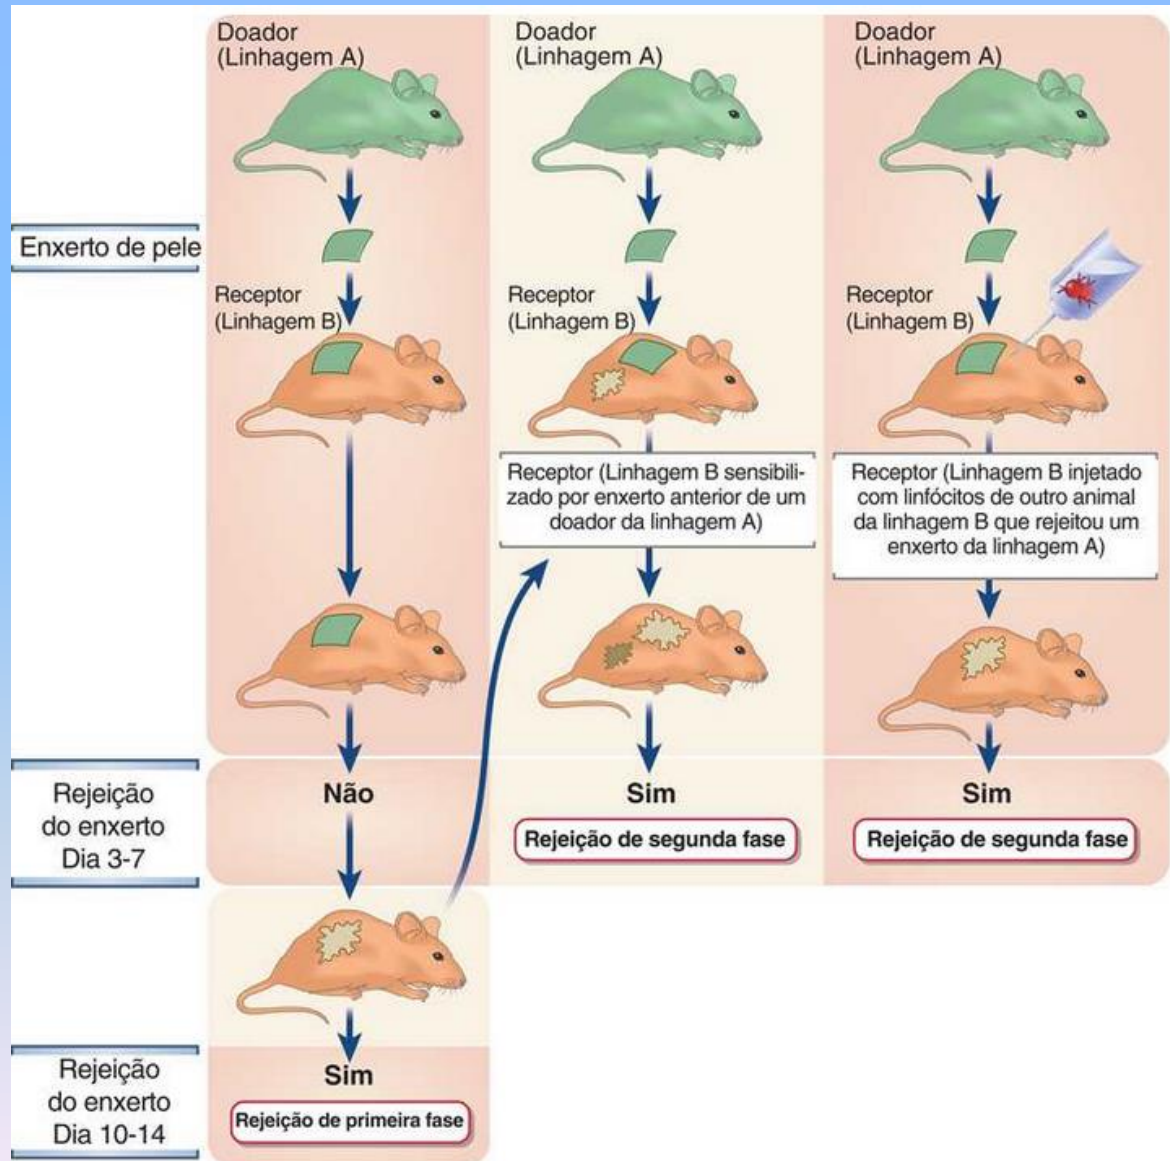 Doador
(Linhagem A)
Doador
(Linhagem A)
Doador
(Linhagem A)
Enxerto de pele
Receptor
(Linhagem B)
Receptor
(Linhagem B)
Receptor
(Linhagem B)
Receptor (Linhagem B sensibili-
zado por enxerto anterior de um
doador da linhagem A)
Receptor (Linhagem B injetado
com linfócitos de outro animal
da linhagem B que rejeitou um
enxerto da linhagem A)
Rejeição
do enxerto
Dia 3-7
Não
Sim
Rejeição de segunda fase
Sim
Rejeição de segunda fase
Rejeição
do enxerto
Dia 10-14
Sim
Rejeição de primeira fase